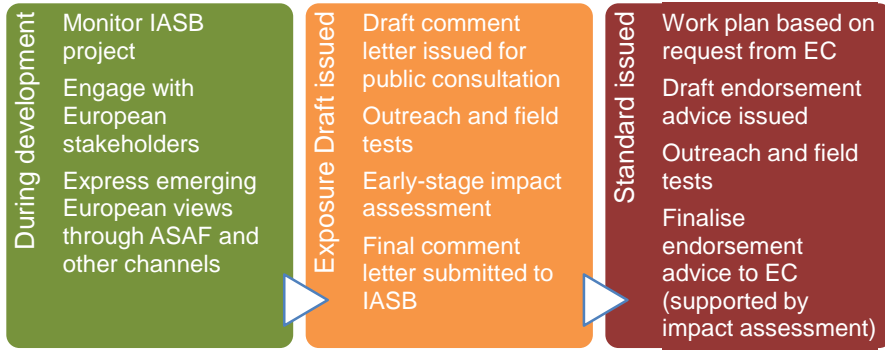 During development
Monitor IASB
project
Engage with
European
stakeholders
Express emerging
European views
through ASAF and
other channels
Exposure Draft issued
Draft comment
letter issued for
public consultation
Outreach and field
tests
Early-stage impact
assessment
Final comment
letter submitted to
IASB
Standard issued
Work plan based on
request from EC
Draft endorsement
advice issued
Outreach and field
tests
Finalise
endorsement
advice to EC
(supported by
impact assessment)